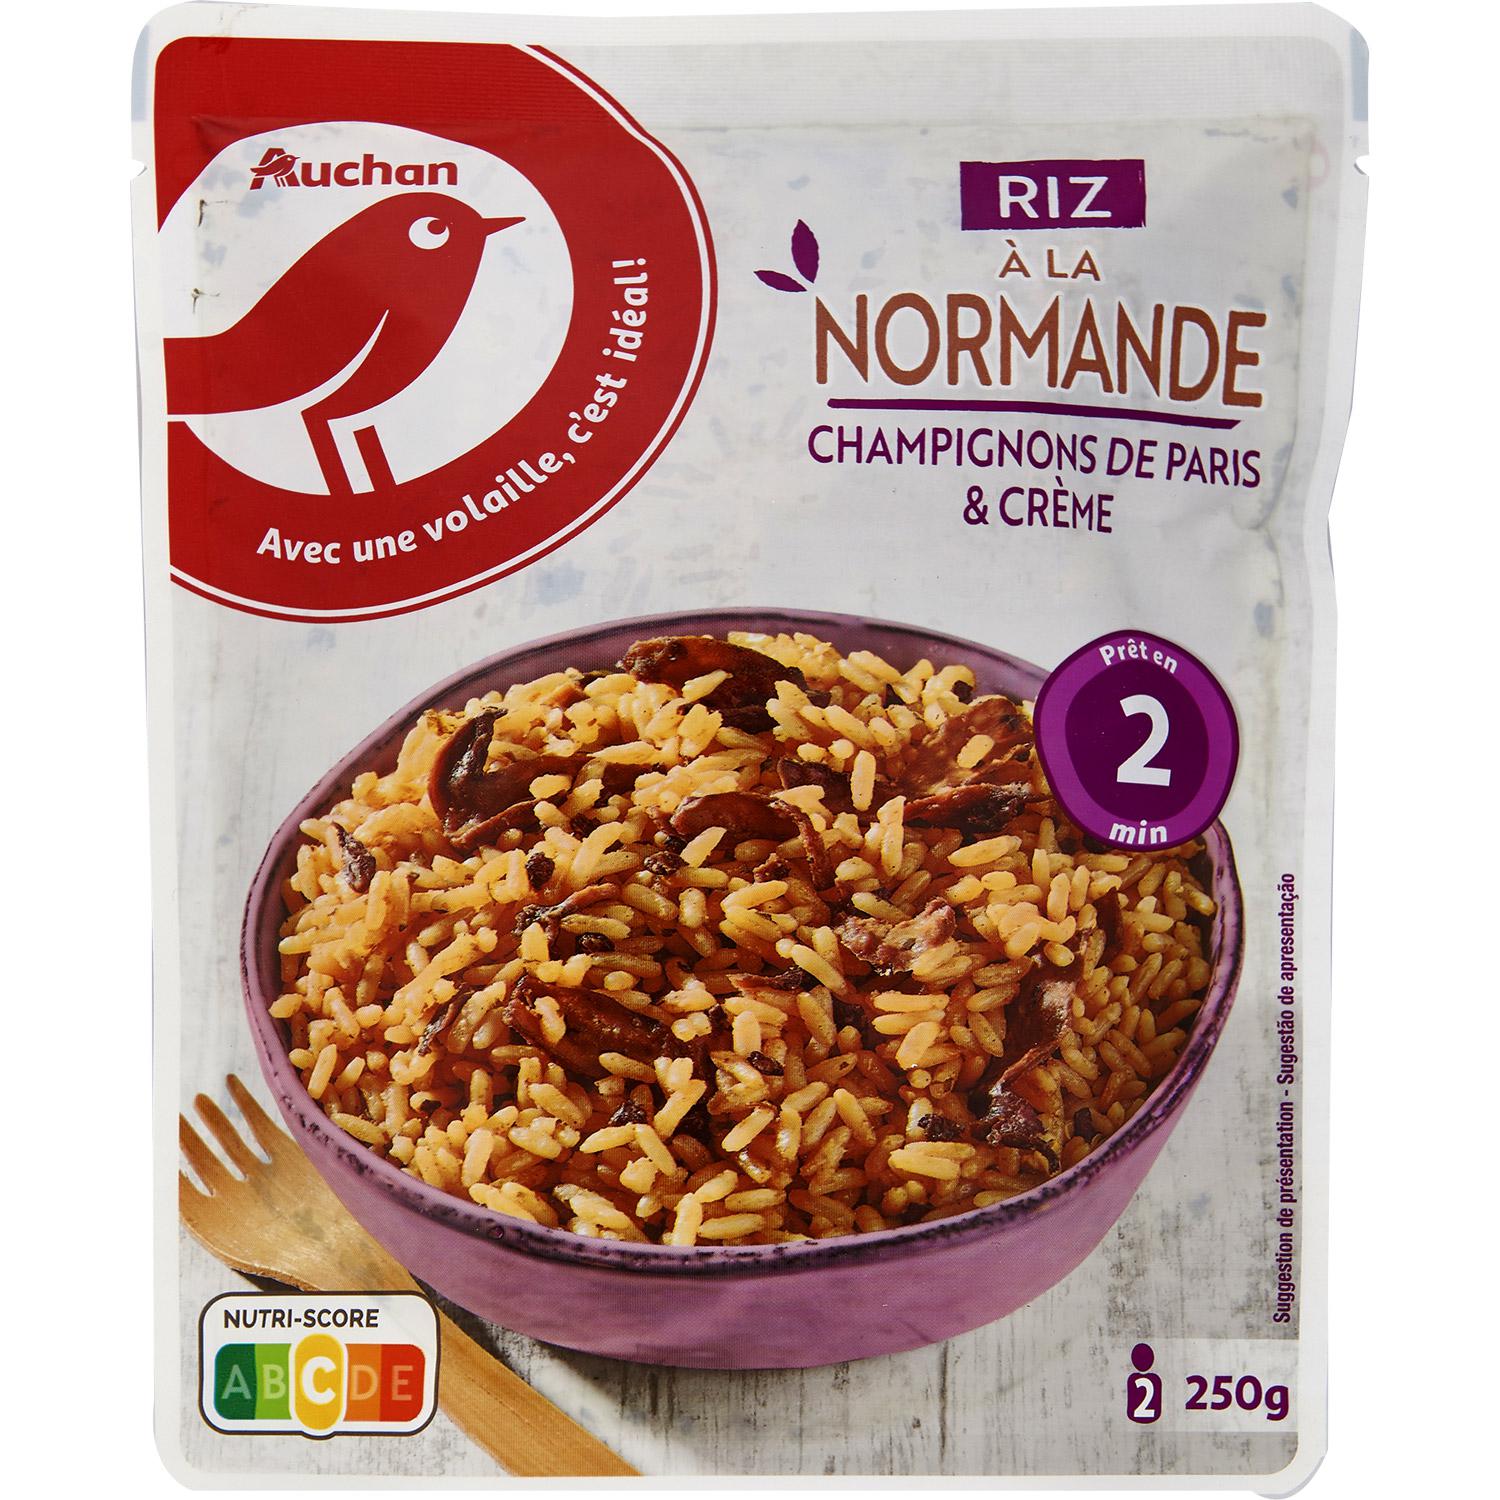 Auchan
Avec une volaille, c'est idéal !
RIZ
À LA
NORMANDE
CHAMPIGNONS DE PARIS
& CRÈME
Prêt en
2
min
Suggestion de présentation - Sugestão de apresentação
NUTRI-SCORE
A B C D E
2 250g